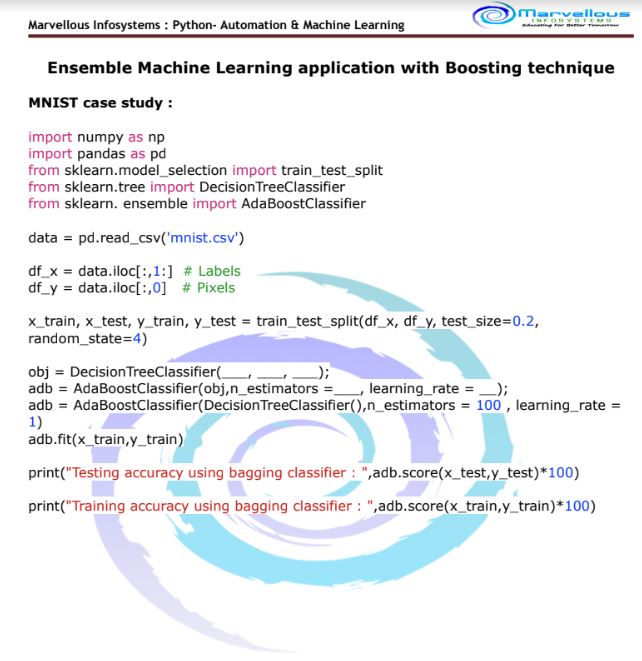 Marvellous Infosystems : Python- Automation & Machine Learning
Marvellous
INFOSYSTEMS
Educating For Better Tomorrow
Ensemble Machine Learning application with Boosting technique
MNIST case study :
import numpy as np
import pandas as pd
from sklearn.model_selection import train_test_split
from sklearn.tree import DecisionTreeClassifier
from sklearn. ensemble import AdaBoostClassifier
data = pd.read_csv('mnist.csv')
df_x = data.iloc[:,1:] # Labels
df_y = data.iloc[:,0] # Pixels
x_train, x_test, y_train, y_test = train_test_split(df_x, df_y, test_size=0.2,
random_state=4)
obj = DecisionTreeClassifier(___, ___, ___);
adb = AdaBoostClassifier(obj,n_estimators =___, learning_rate = __);
adb = AdaBoostClassifier(DecisionTreeClassifier(),n_estimators = 100 , learning_rate =
1)
adb.fit(x_train,y_train)
print("Testing accuracy using bagging classifier : ",adb.score(x_test,y_test)*100)
print("Training accuracy using bagging classifier : ",adb.score(x_train,y_train)*100)